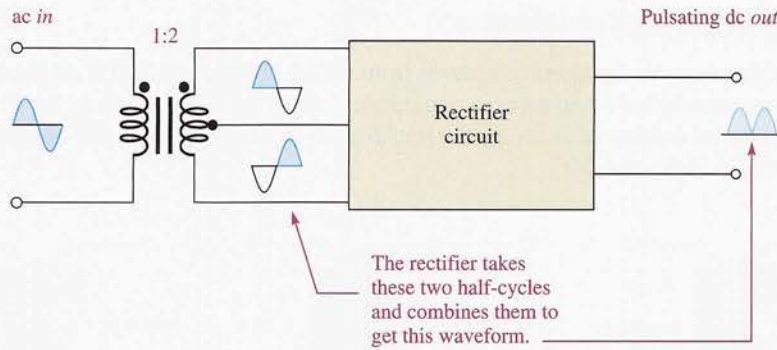 ac in
Pulsating dc out
1:2
Rectifier
circuit
The rectifier takes
these two half-cycles
and combines them to
get this waveform.